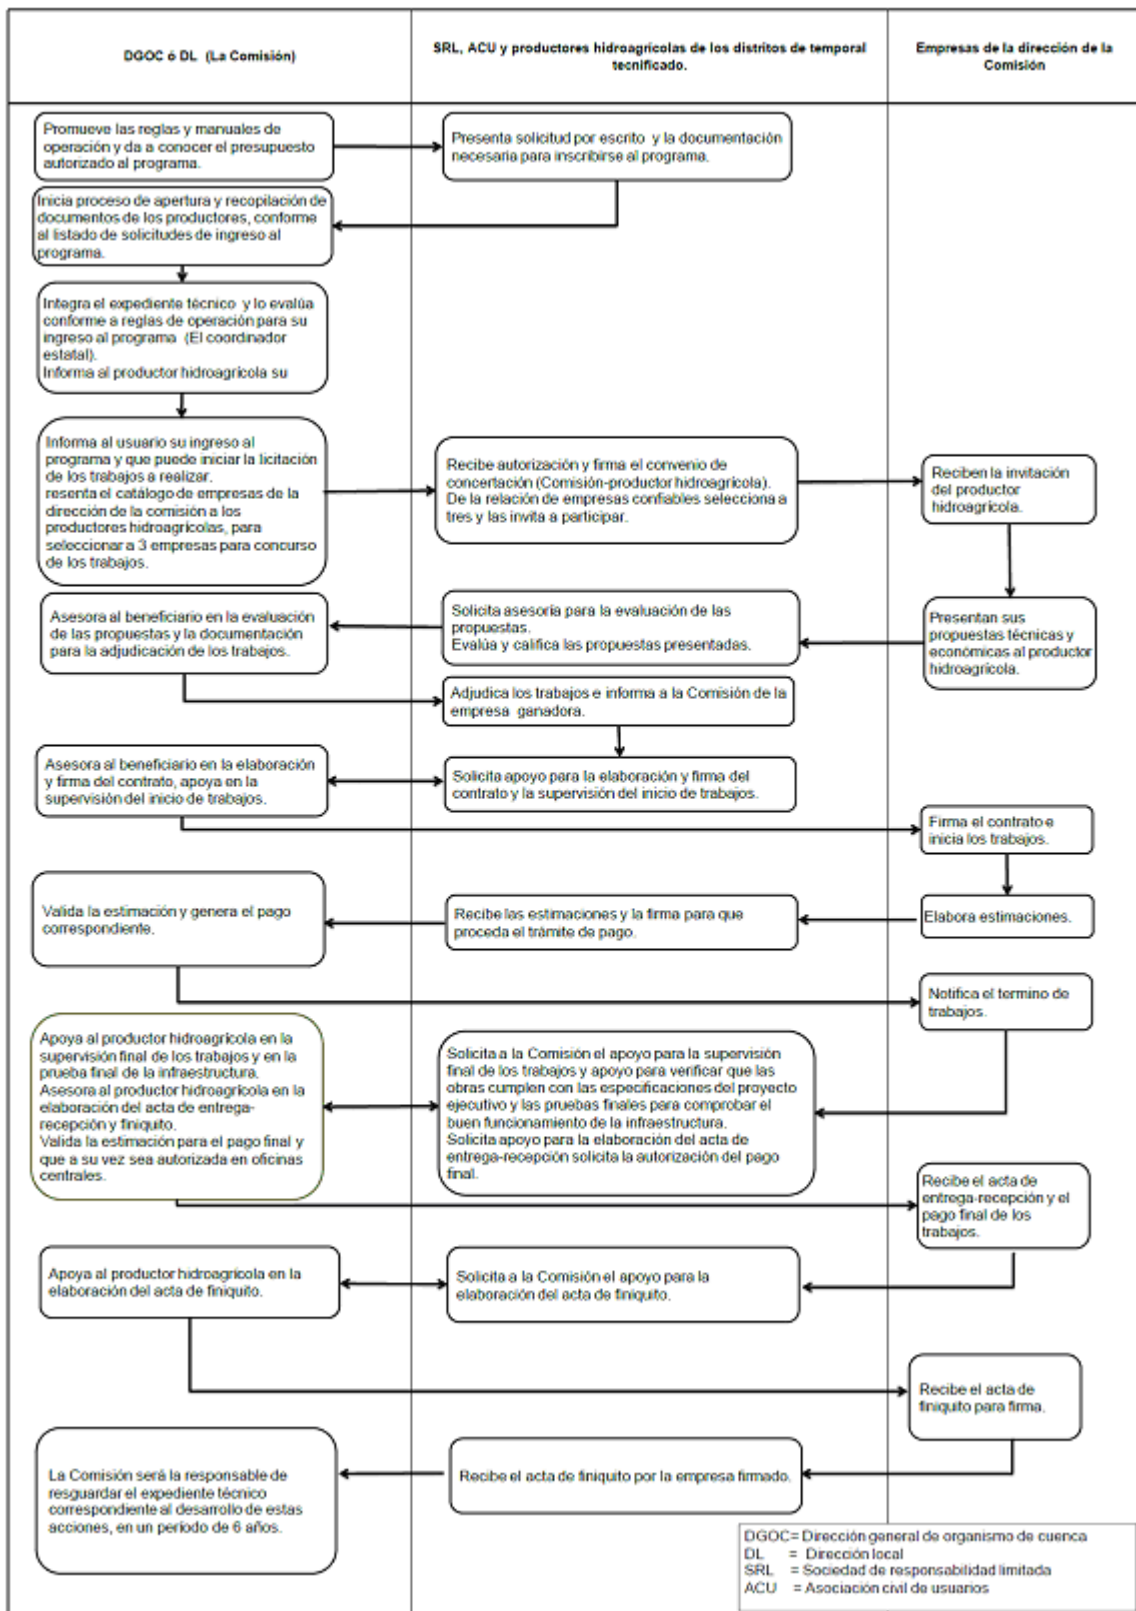 DGOC ó DL (La Comisión)
SRL, ACU y productores hidroagrícolas de los distritos de temporal
tecnificado.
Empresas de la dirección de la
Comisión
Promueve las reglas y manuales de
operación y da a conocer el presupuesto
autorizado al programa.
Presenta solicitud por escrito y la documentación
necesaria para inscribirse al programa.
Inicia proceso de apertura y recopilación de
documentos de los productores, conforme
al listado de solicitudes de ingreso al
programa.
Integra el expediente técnico y lo evalúa
conforme a reglas de operación para su
ingreso al programa (El coordinador
estatal).
Informa al productor hidroagrícola su
Informa al usuario su ingreso al
programa y que puede iniciar la licitación
de los trabajos a realizar.
resenta el catálogo de empresas de la
dirección de la comisión a los
productores hidroagrícolas, para
seleccionar a 3 empresas para concurso
de los trabajos.
Recibe autorización y firma el convenio de
concertación (Comisión-productor hidroagrícola).
De la relación de empresas confiables selecciona a
tres y las invita a participar.
Reciben la invitación
del productor
hidroagrícola.
Asesora al beneficiario en la evaluación
de las propuestas y la documentación
para la adjudicación de los trabajos.
Solicita asesoría para la evaluación de las
propuestas.
Evalúa y califica las propuestas presentadas.
Presentan sus
propuestas técnicas y
económicas al productor
hidroagrícola.
Adjudica los trabajos e informa a la Comisión de la
empresa ganadora.
Asesora al beneficiario en la elaboración
y firma del contrato, apoya en la
supervisión del inicio de trabajos.
Solicita apoyo para la elaboración y firma del
contrato y la supervisión del inicio de trabajos.
Firma el contrato e
inicia los trabajos.
Valida la estimación y genera el pago
correspondiente.
Recibe las estimaciones y la firma para que
proceda el trámite de pago.
Elabora estimaciones.
Notifica el termino de
trabajos.
Apoya al productor hidroagrícola en la
supervisión final de los trabajos y en la
prueba final de la infraestructura.
Asesora al productor hidroagrícola en la
elaboración del acta de entrega-
recepción y finiquito.
Valida la estimación para el pago final y
que a su vez sea autorizada en oficinas
centrales.
Solicita a la Comisión el apoyo para la supervisión
final de los trabajos y apoyo para verificar que las
obras cumplen con las especificaciones del proyecto
ejecutivo y las pruebas finales para comprobar el
buen funcionamiento de la infraestructura.
Solicita apoyo para la elaboración del acta de
entrega-recepción solicita la autorización del pago
final.
Recibe el acta de
entrega-recepción y el
pago final de los
trabajos.
Apoya al productor hidroagrícola en la
elaboración del acta de finiquito.
Solicita a la Comisión el apoyo para la
elaboración del acta de finiquito.
Recibe el acta de
finiquito para firma.
La Comisión será la responsable de
resguardar el expediente técnico
correspondiente al desarrollo de estas
acciones, en un período de 6 años.
Recibe el acta de finiquito por la empresa firmado.
DGOC= Dirección general de organismo de cuenca
DL = Dirección local
SRL = Sociedad de responsabilidad limitada
ACU = Asociación civil de usuarios